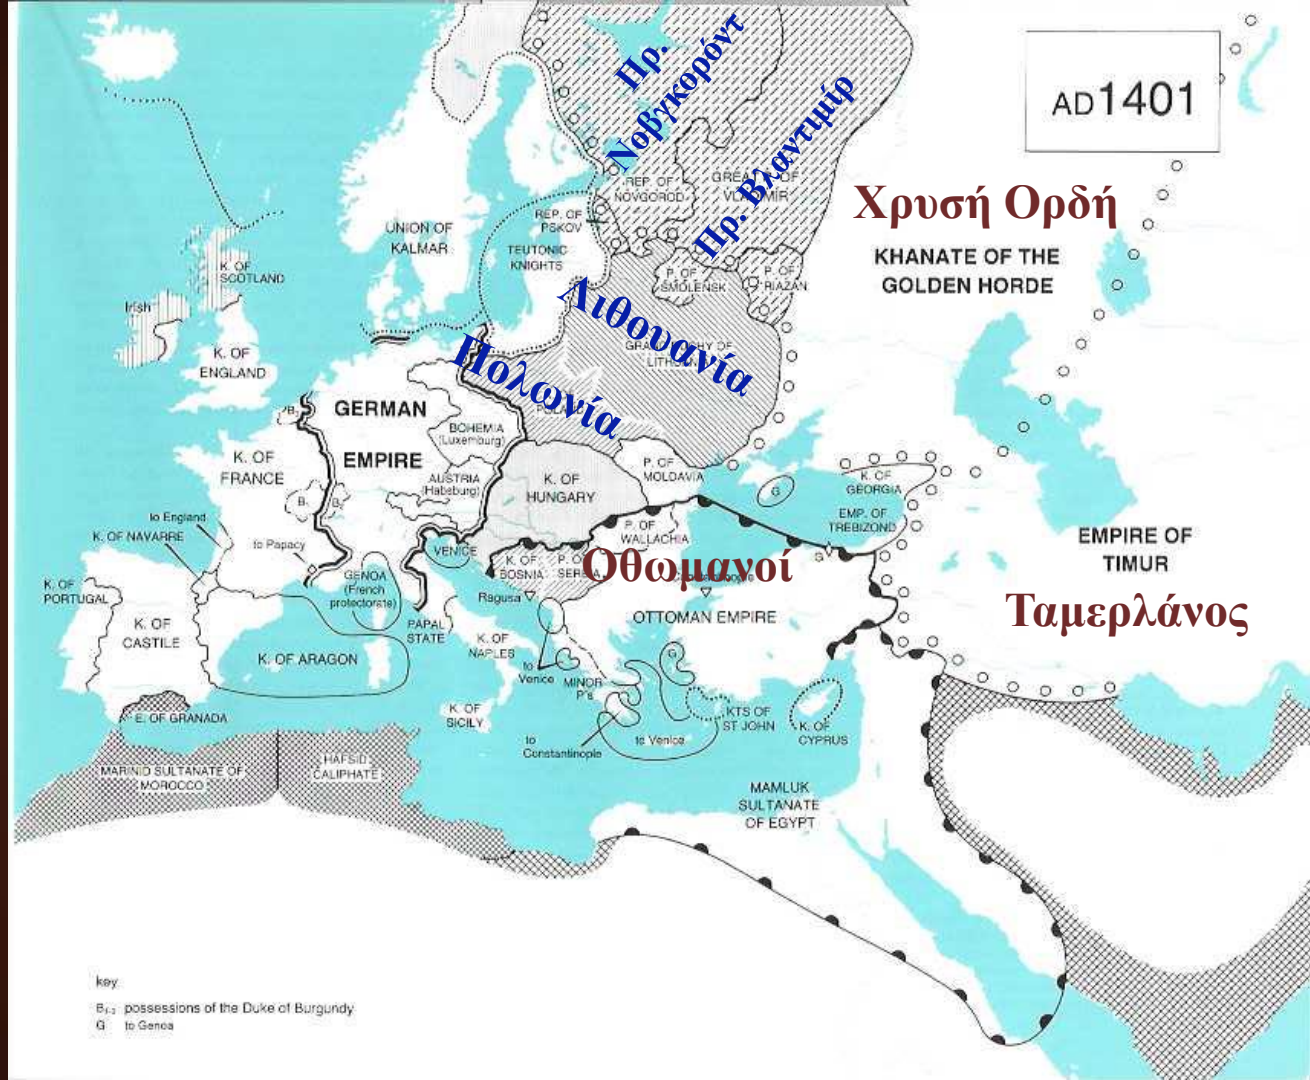 AD 1401
Πρ.
Νοβγκορόντ
Πρ. Βλαντιμίρ
REP. OF
NOVGOROD
Χρυσή Ορδή
KHANATE OF THE
GOLDEN HORDE
UNION OF
KALMAR
REP. OF
PSKOV
TEUTONIC
KNIGHTS
P. OF
SMOLENSK
P. OF
RIAZAN
K. OF
SCOTLAND
Irish
K. OF
ENGLAND
Λιθουανία
Πολωνία
GERMAN
EMPIRE
BOHEMIA
(Luxemburg)
AUSTRIA
(Habsburg)
K. OF
FRANCE
B
B
B
K. OF
HUNGARY
P. OF
MOLDAVIA
G
K. OF
GEORGIA
EMP. OF
TREBIZOND
G
P. OF
WALLACHIA
EMPIRE OF
TIMUR
Ταμερλάνος
to England
K. OF NAVARRE
to Papacy
VENICE
K. OF
BOSNIA
Οθωμανοί
Ragusa
OTTOMAN EMPIRE
GENOA
(French
protectorate)
K. OF
PORTUGAL
K. OF
CASTILE
K. OF ARAGON
PAPAL
STATE
K. OF
NAPLES
to
Venice
MINOR
P's
G
K. OF
SICILY
E. OF GRANADA
to
Constantinople
to Venice
KTS OF
ST JOHN
K. OF
CYPRUS
MARINID SULTANATE OF
MOROCCO
HAFSID
CALIPHATE
MAMLUK
SULTANATE
OF EGYPT
key
B₁₋₃ possessions of the Duke of Burgundy
G to Genoa